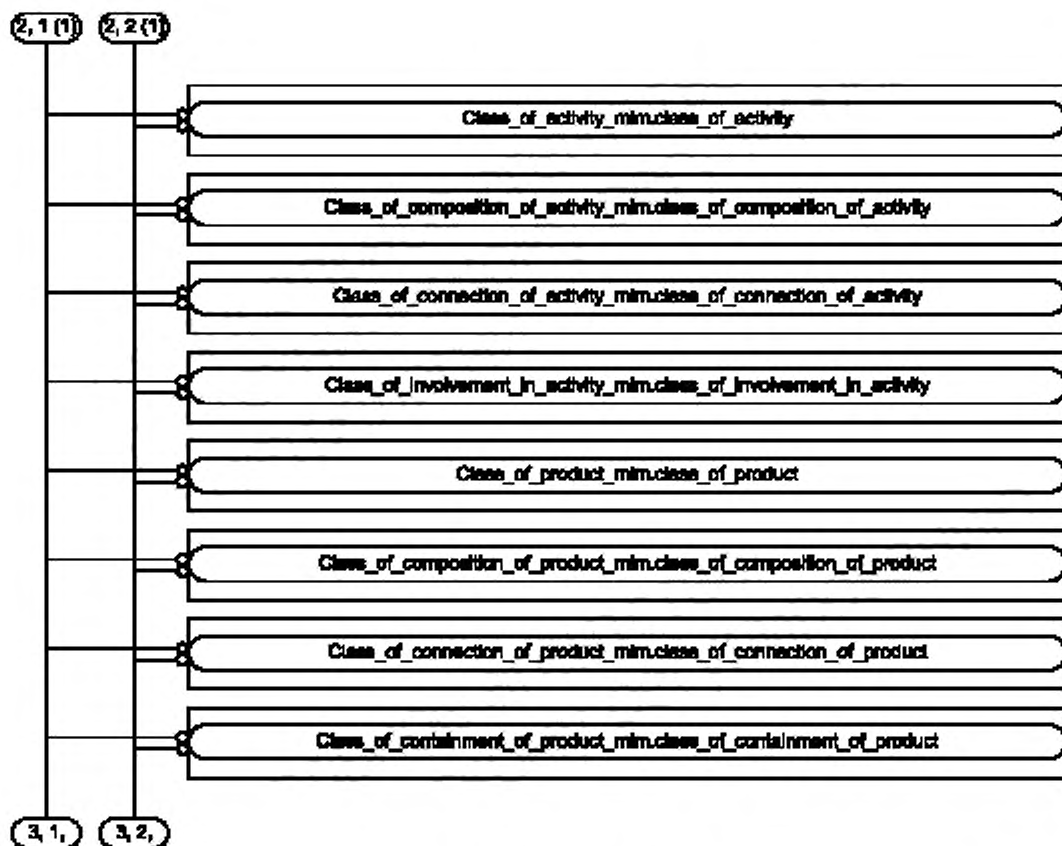 2, 1 (1) 2, 2 (1)
Class_of_activity_mim.class_of_activity
Class_of_composition_of_activity_mim.class_of_composition_of_activity
Class_of_connection_of_activity_mim.class_of_connection_of_activity
Class_of_involvement_in_activity_mim.class_of_involvement_in_activity
Class_of_product_mim.class_of_product
Class_of_composition_of_product_mim.class_of_composition_of_product
Class_of_connection_of_product_mim.class_of_connection_of_product
Class_of_containment_of_product_mim.class_of_containment_of_product
3, 1, 3, 2,